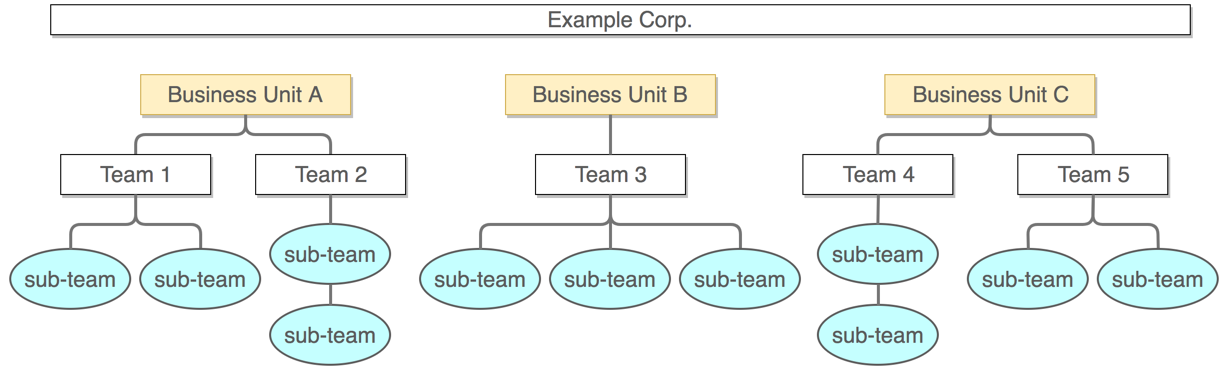 Example Corp.
Business Unit A
Business Unit B
Business Unit C
Team 1
Team 2
Team 3
Team 4
Team 5
sub-team
sub-team
sub-team
sub-team
sub-team
sub-team
sub-team
sub-team
sub-team
sub-team
sub-team